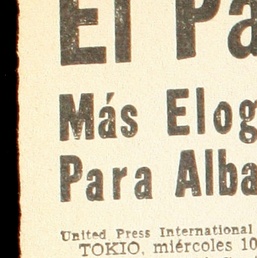 El Pa
Más Elog
Para Alba
United Press International
TOKIO, miércoles 10